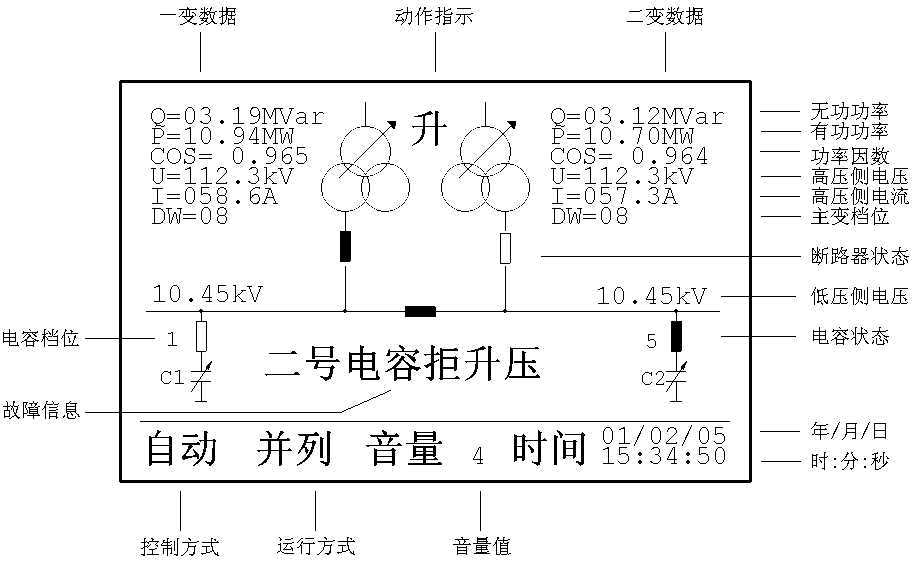 一变数据 动作指示 二变数据
Q=03.19MVar 升 Q=03.12MVar 无功功率
P=10.94MW P=10.70MW 有功功率
COS= 0.965 COS= 0.964 功率因数
U=112.3kV U=112.3kV 高压侧电压
I=058.6A I=057.3A 高压侧电流
DW=08 DW=08 主变档位
断路器状态
10.45kV 10.45kV 低压侧电压
电容档位 1 5 电容状态
C1 二号电容拒升压 C2
故障信息
自动 并列 音量 4 时间 01/02/05 年/月/日
15:34:50 时:分:秒
控制方式 运行方式 音量值